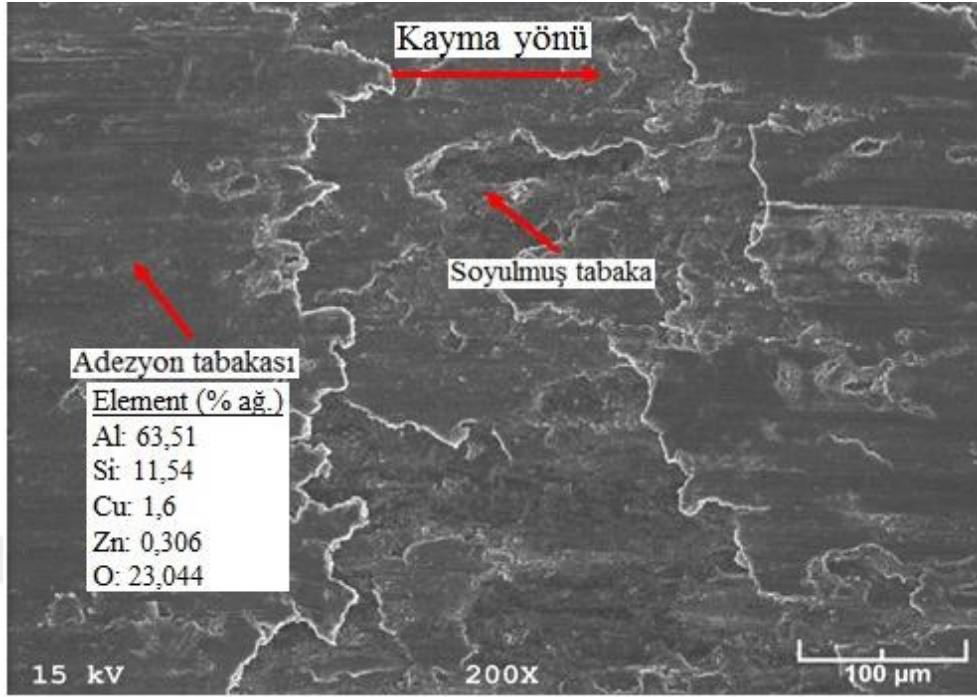 Kayma yönü
Soyulmuş tabaka
Adezyon tabakası
Element (% ağ.)
Al: 63,51
Si: 11,54
Cu: 1,6
Zn: 0,306
O: 23,044
15 kV
200X
100 µm